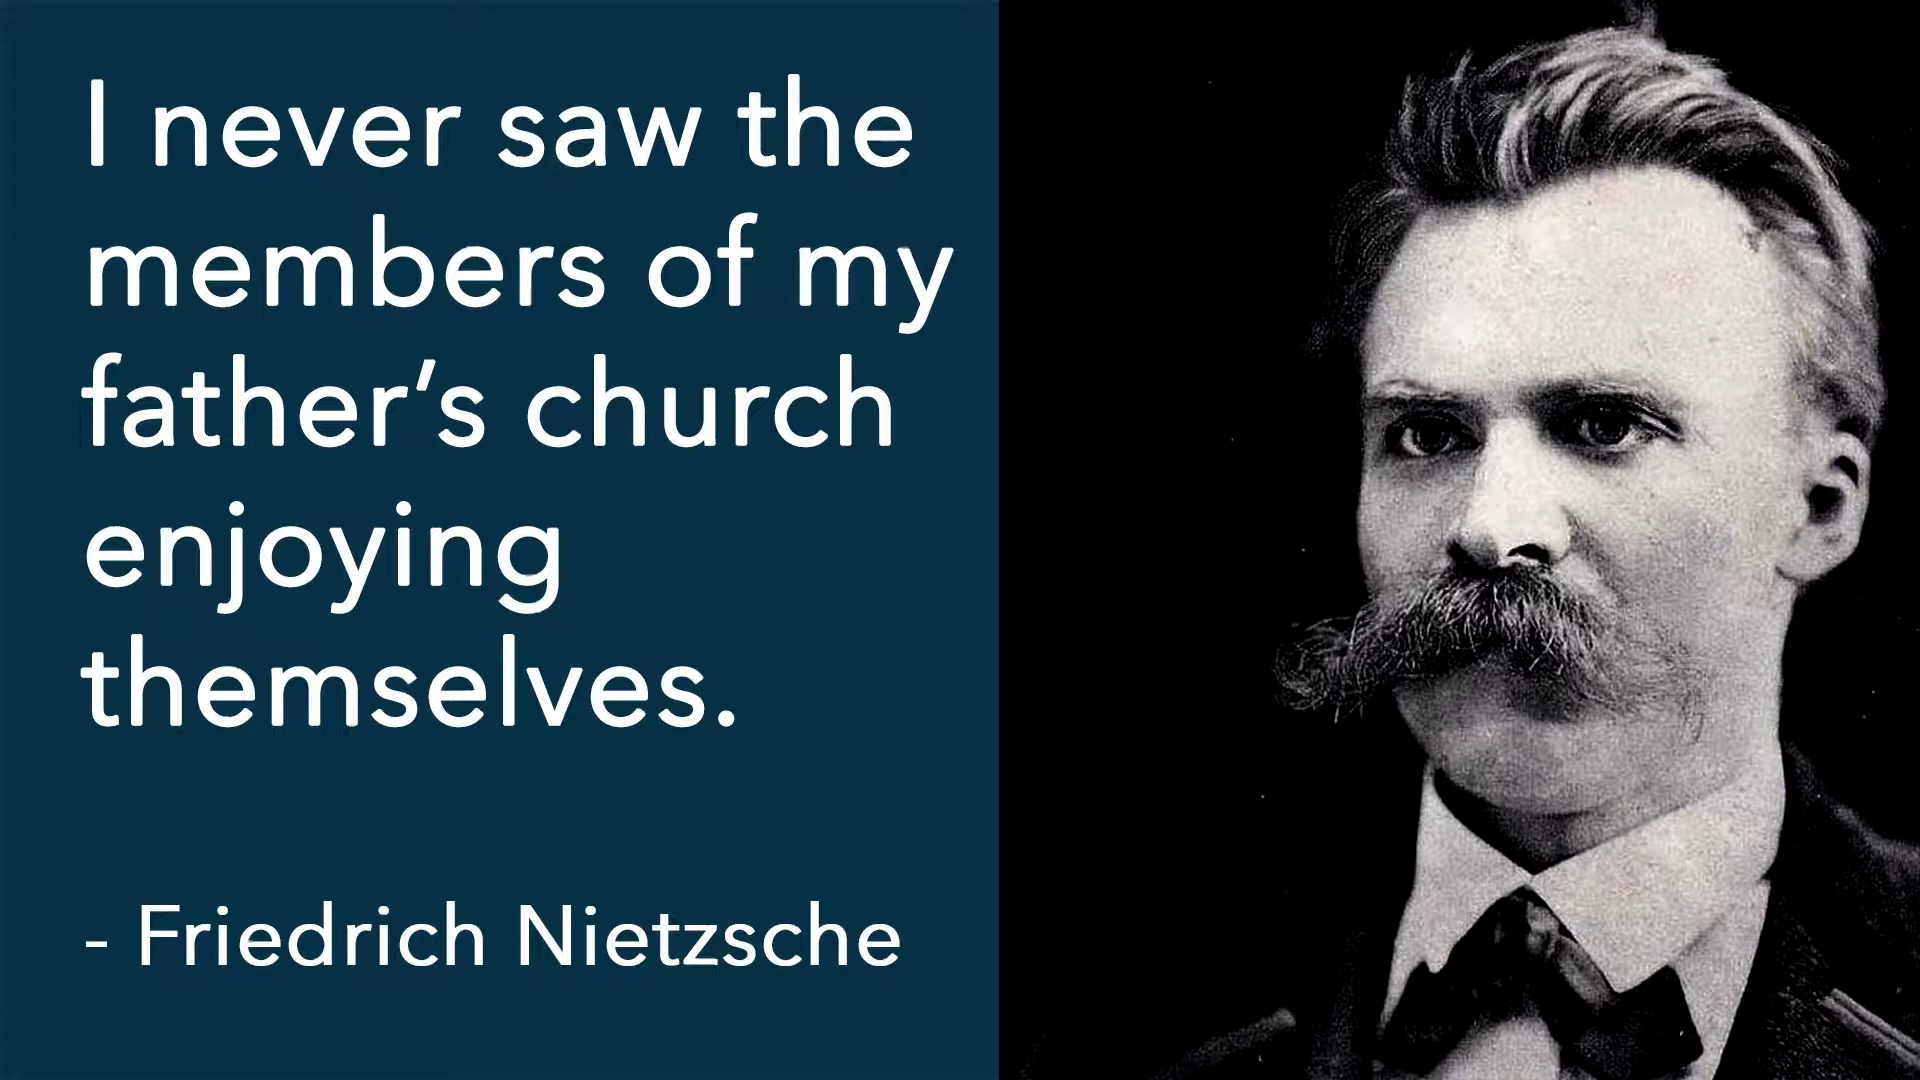 I never saw the
members of my
father’s church
enjoying
themselves.
- Friedrich Nietzsche